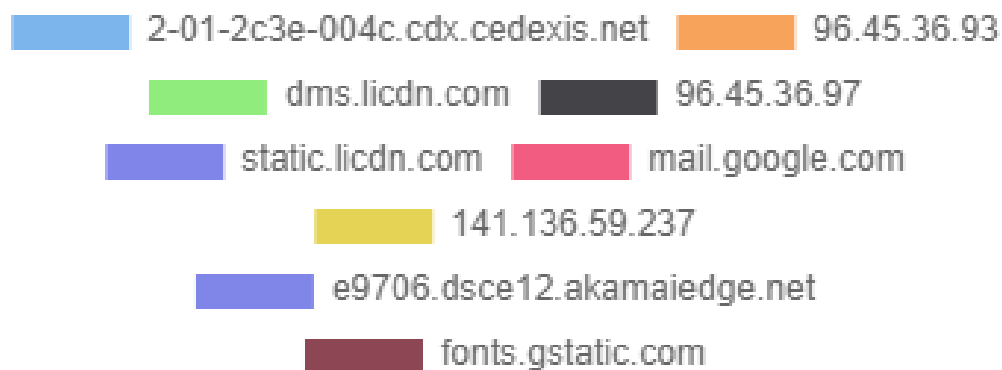 2-01-2c3e-004c.cdx.cedexis.net 96.45.36.93
dms.licdn.com 96.45.36.97
static.licdn.com mail.google.com
141.136.59.237
e9706.dsce12.akamaiedge.net
fonts.gstatic.com